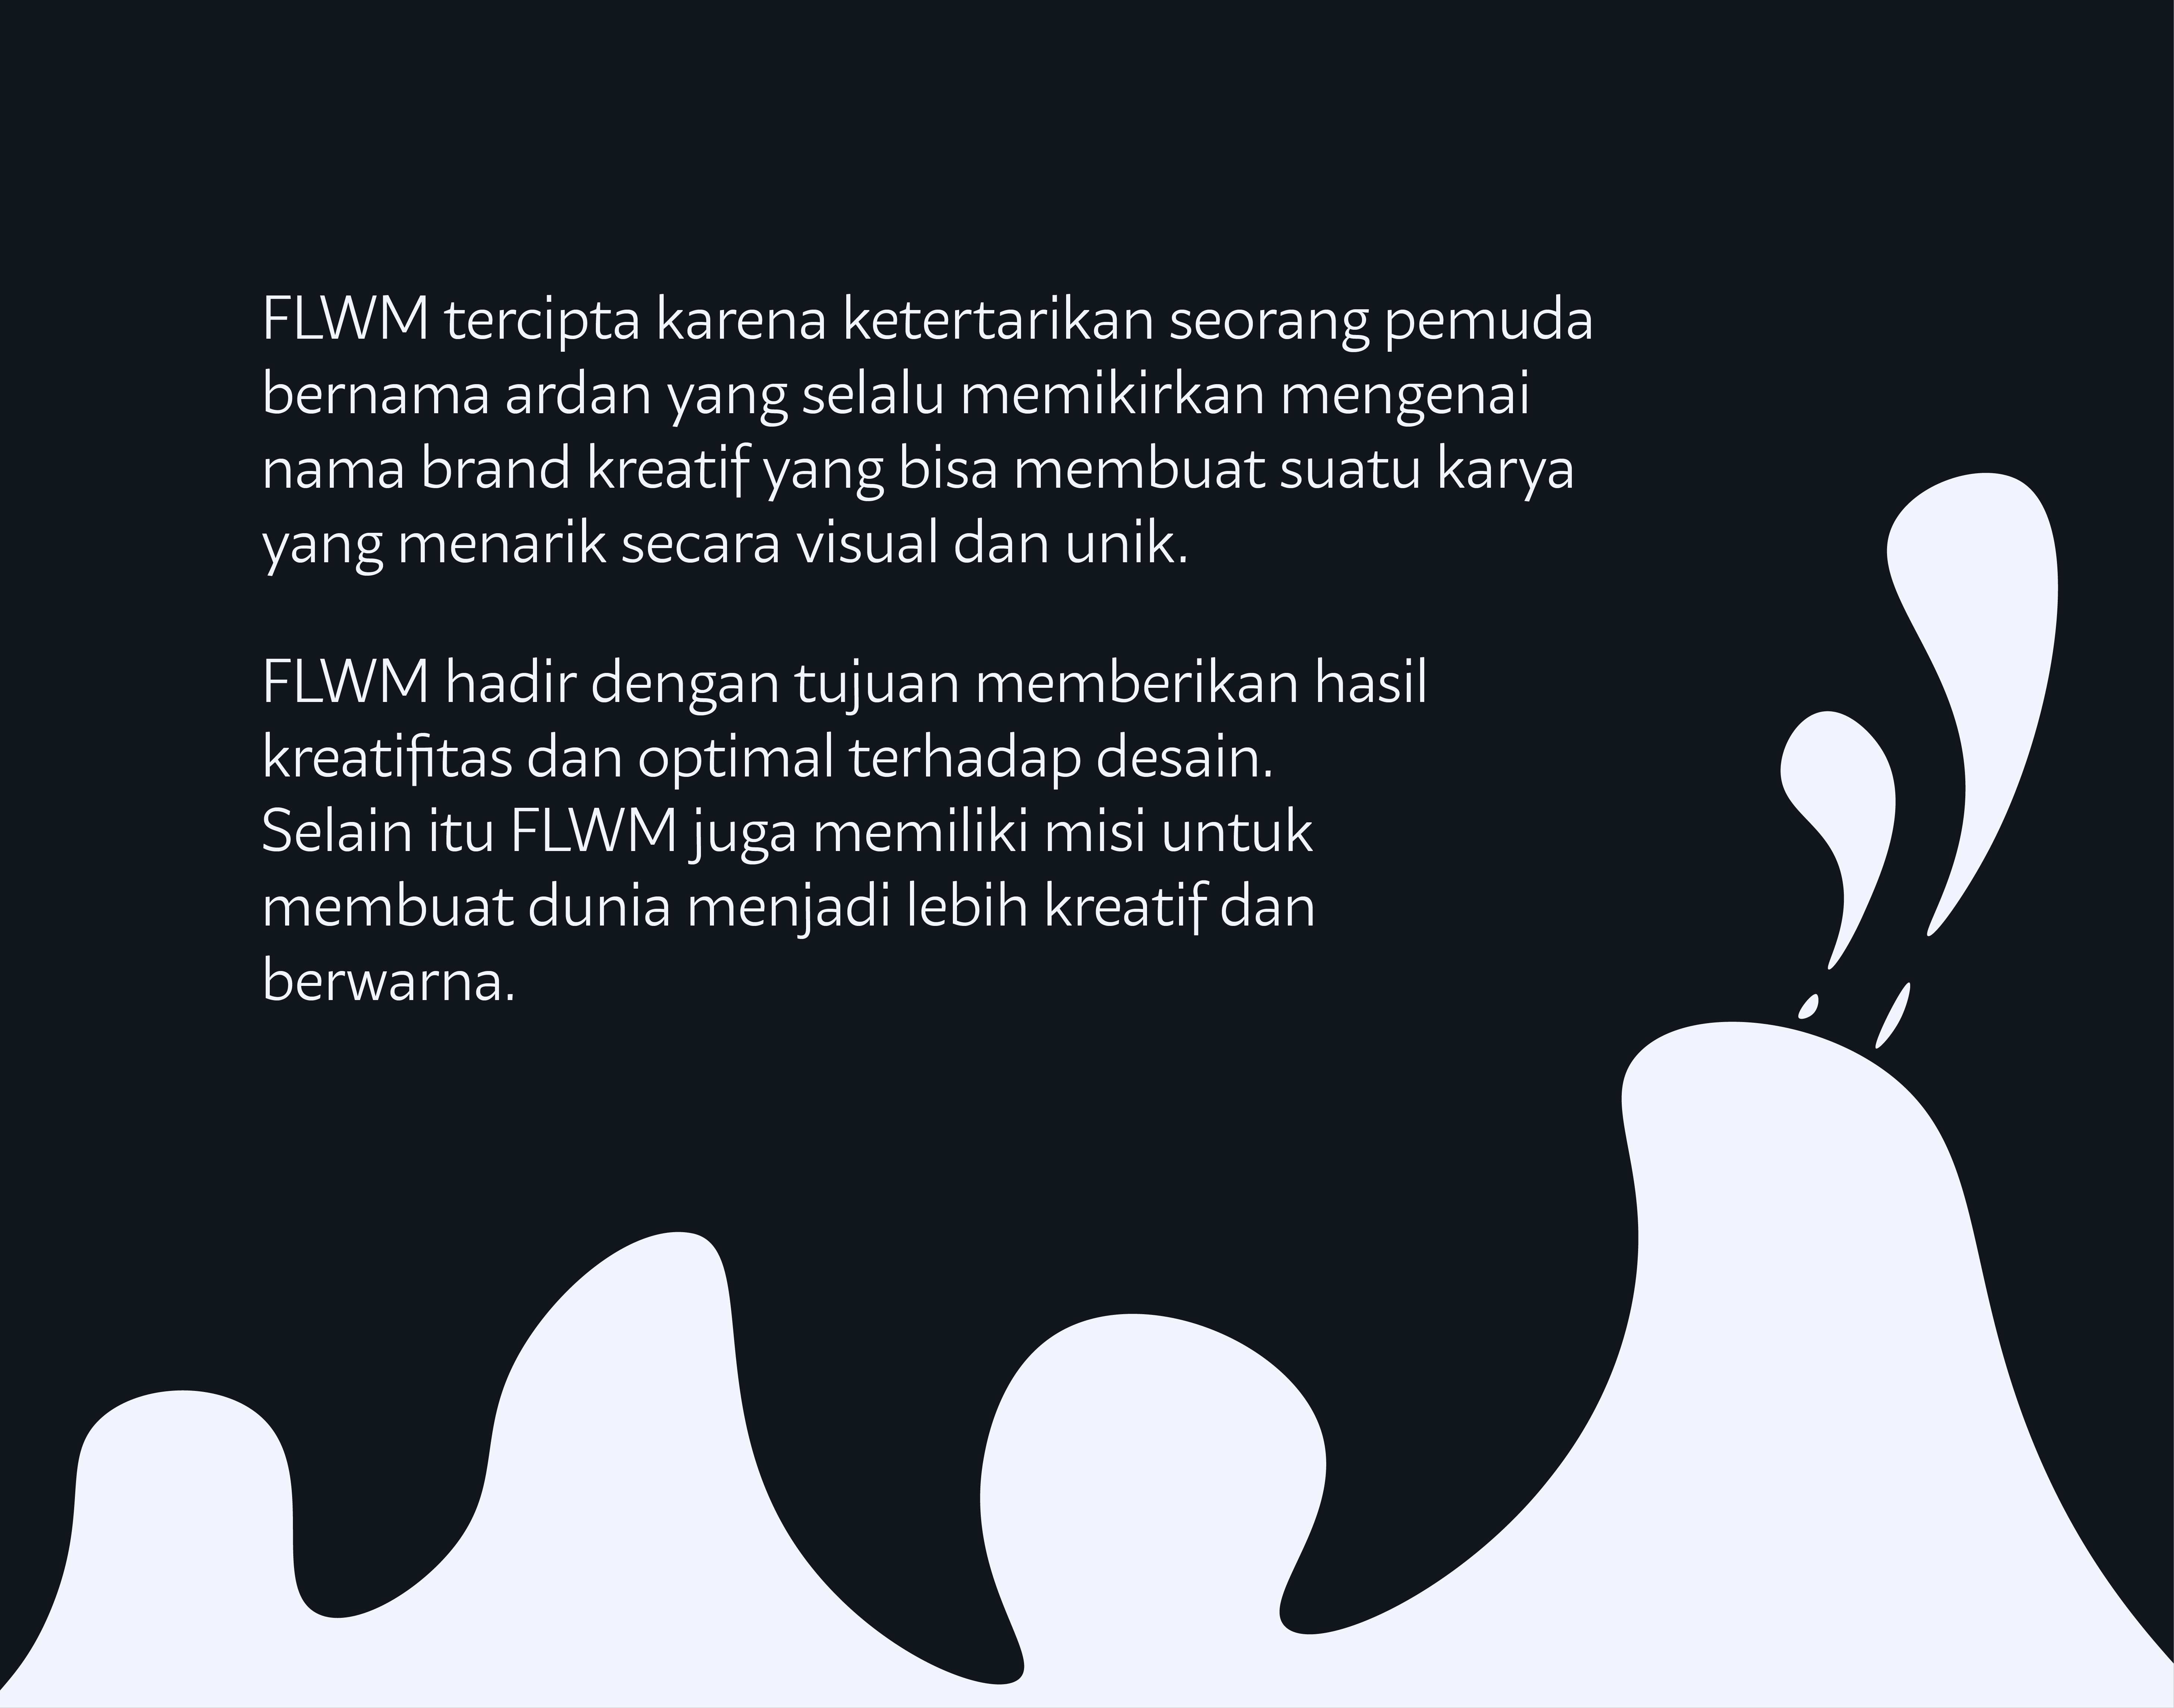 FLWM tercipta karena ketertarikan seorang pemuda
bernama ardan yang selalu memikirkan mengenai
nama brand kreatif yang bisa membuat suatu karya
yang menarik secara visual dan unik.
FLWM hadir dengan tujuan memberikan hasil
kreatifitas dan optimal terhadap desain.
Selain itu FLWM juga memiliki misi untuk
membuat dunia menjadi lebih kreatif dan
berwarna.